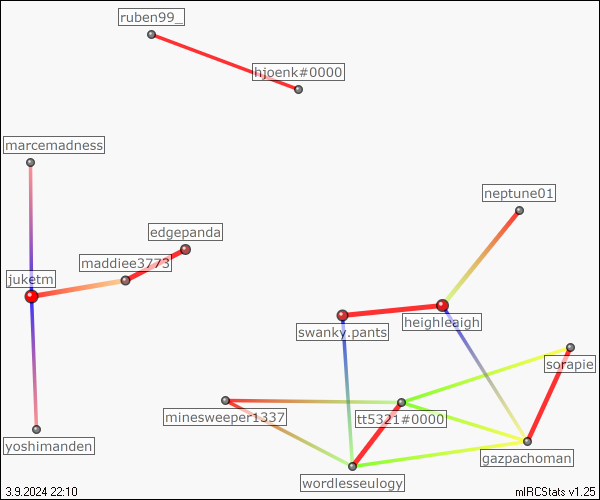 ruben99_
hjoenk#0000
marcemadness
neptune01
edgepanda
maddiee3773
juketm
heighleaigh
swanky.pants
sorapie
minesweeper1337
tt5321#0000
yoshimanden
gazpachoman
wordlesseulogy
3.9.2024 22:10
mIRCStats v1.25